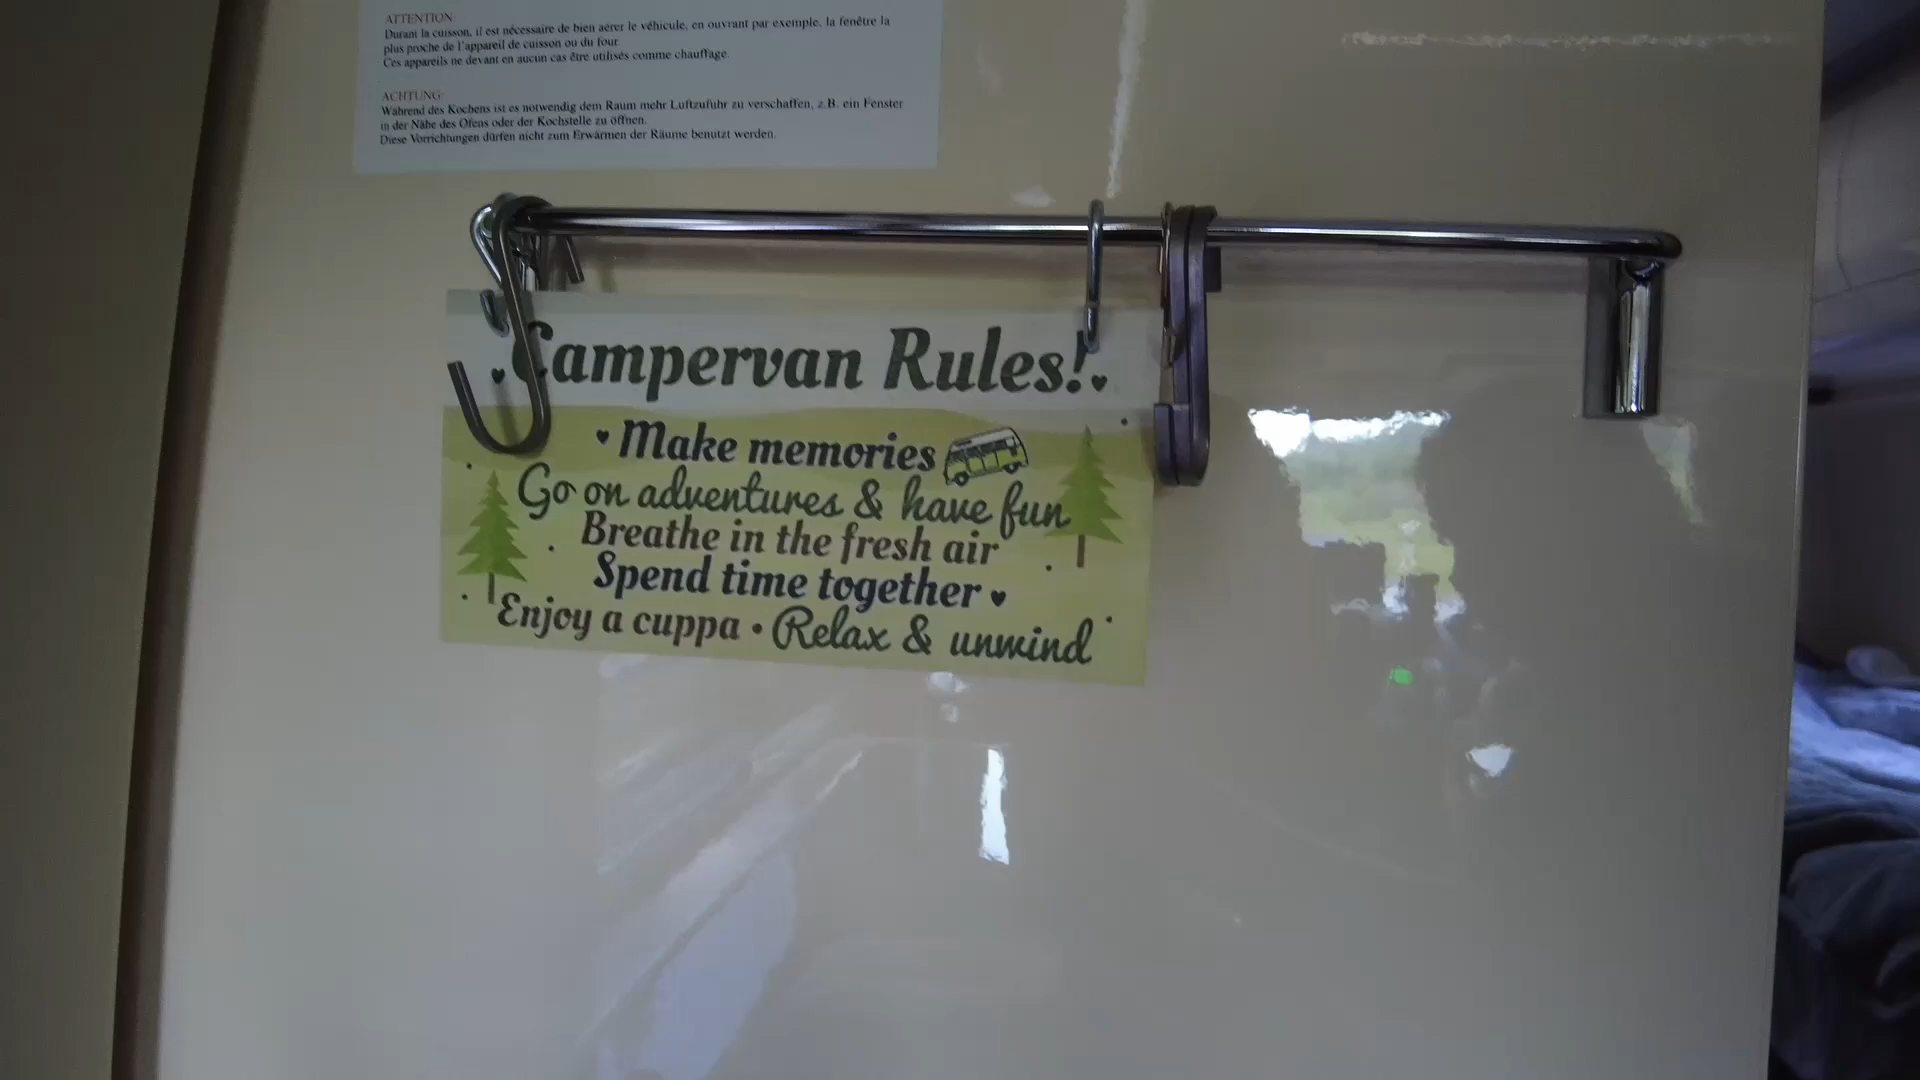 ATTENTION:
Durant la cuisson, il est nécessaire de bien aérer le véhicule, en ouvrant par exemple, la fenêtre la
plus proche de l'appareil de cuisson ou du four.
Ces appareils ne devant en aucun cas être utilisés comme chauffage.
ACHTUNG:
Während des Kochens ist es notwendig dem Raum mehr Luftzufuhr zu verschaffen, z.B. ein Fenster
in der Nähe des Ofens oder der Kochstelle zu öffnen.
Diese Vorrichtungen dürfen nicht zum Erwärmen der Räume benutzt werden.
Campervan Rules!
Make memories
Go on adventures & have fun
Breathe in the fresh air
Spend time together
Enjoy a cuppa • Relax & unwind